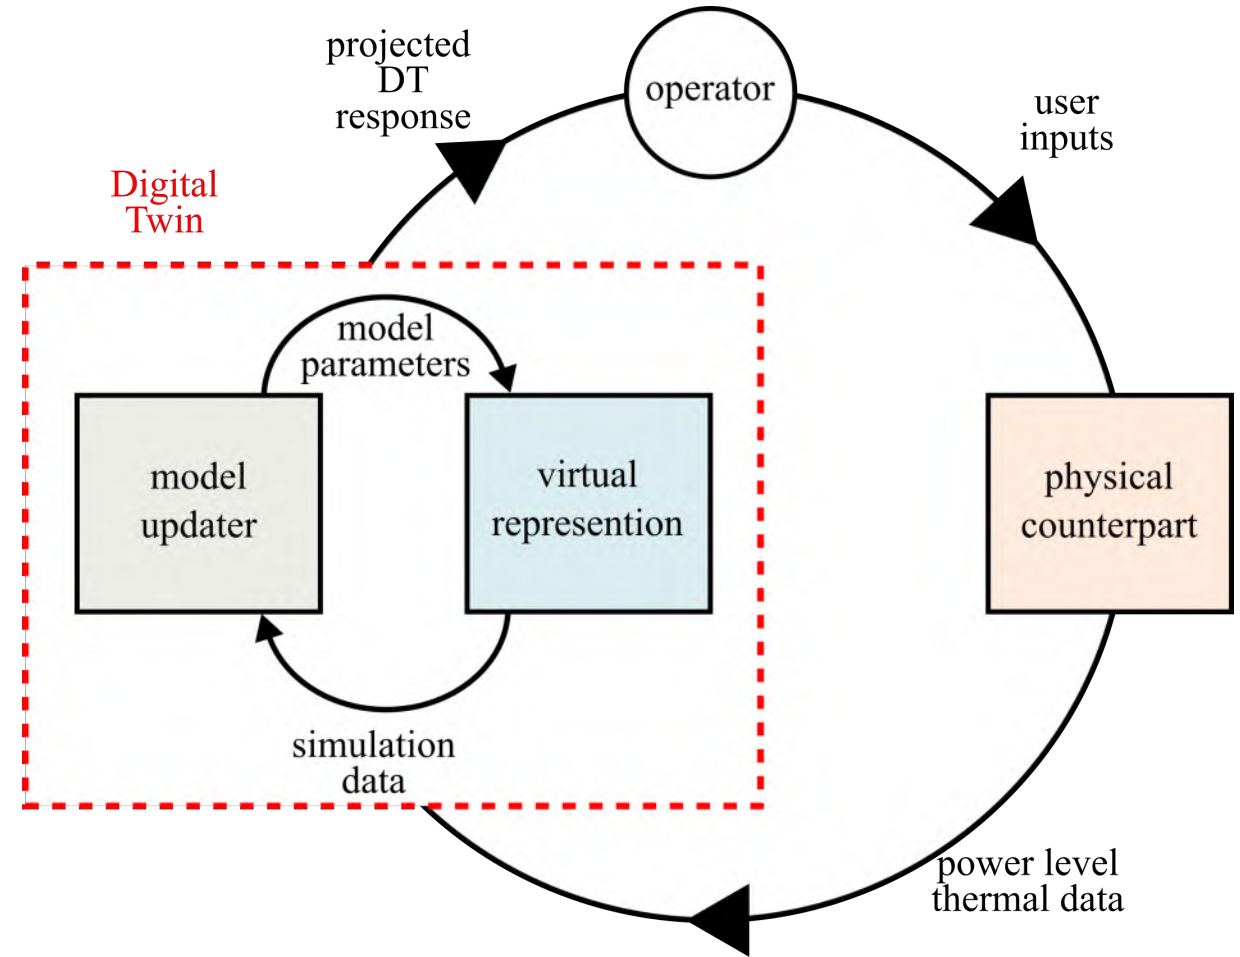 projected
DT
response
operator
user
inputs
Digital
Twin
model
parameters
model
updater
virtual
represention
physical
counterpart
simulation
data
power level
thermal data